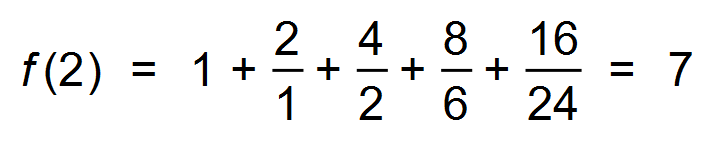 f(2) = 1 + 2/1 + 4/2 + 8/6 + 16/24 = 7